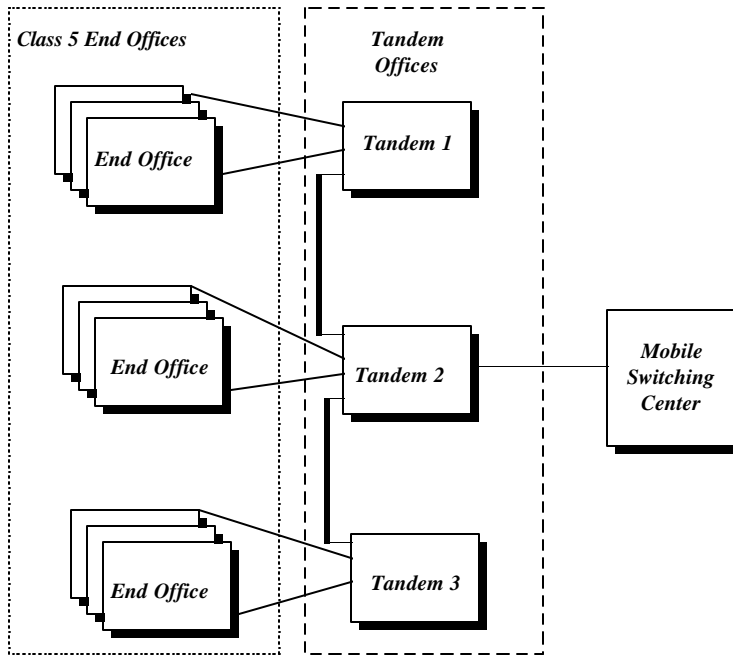 Class 5 End Offices
Tandem
Offices
End Office
Tandem 1
End Office
Tandem 2
Mobile
Switching
Center
End Office
Tandem 3